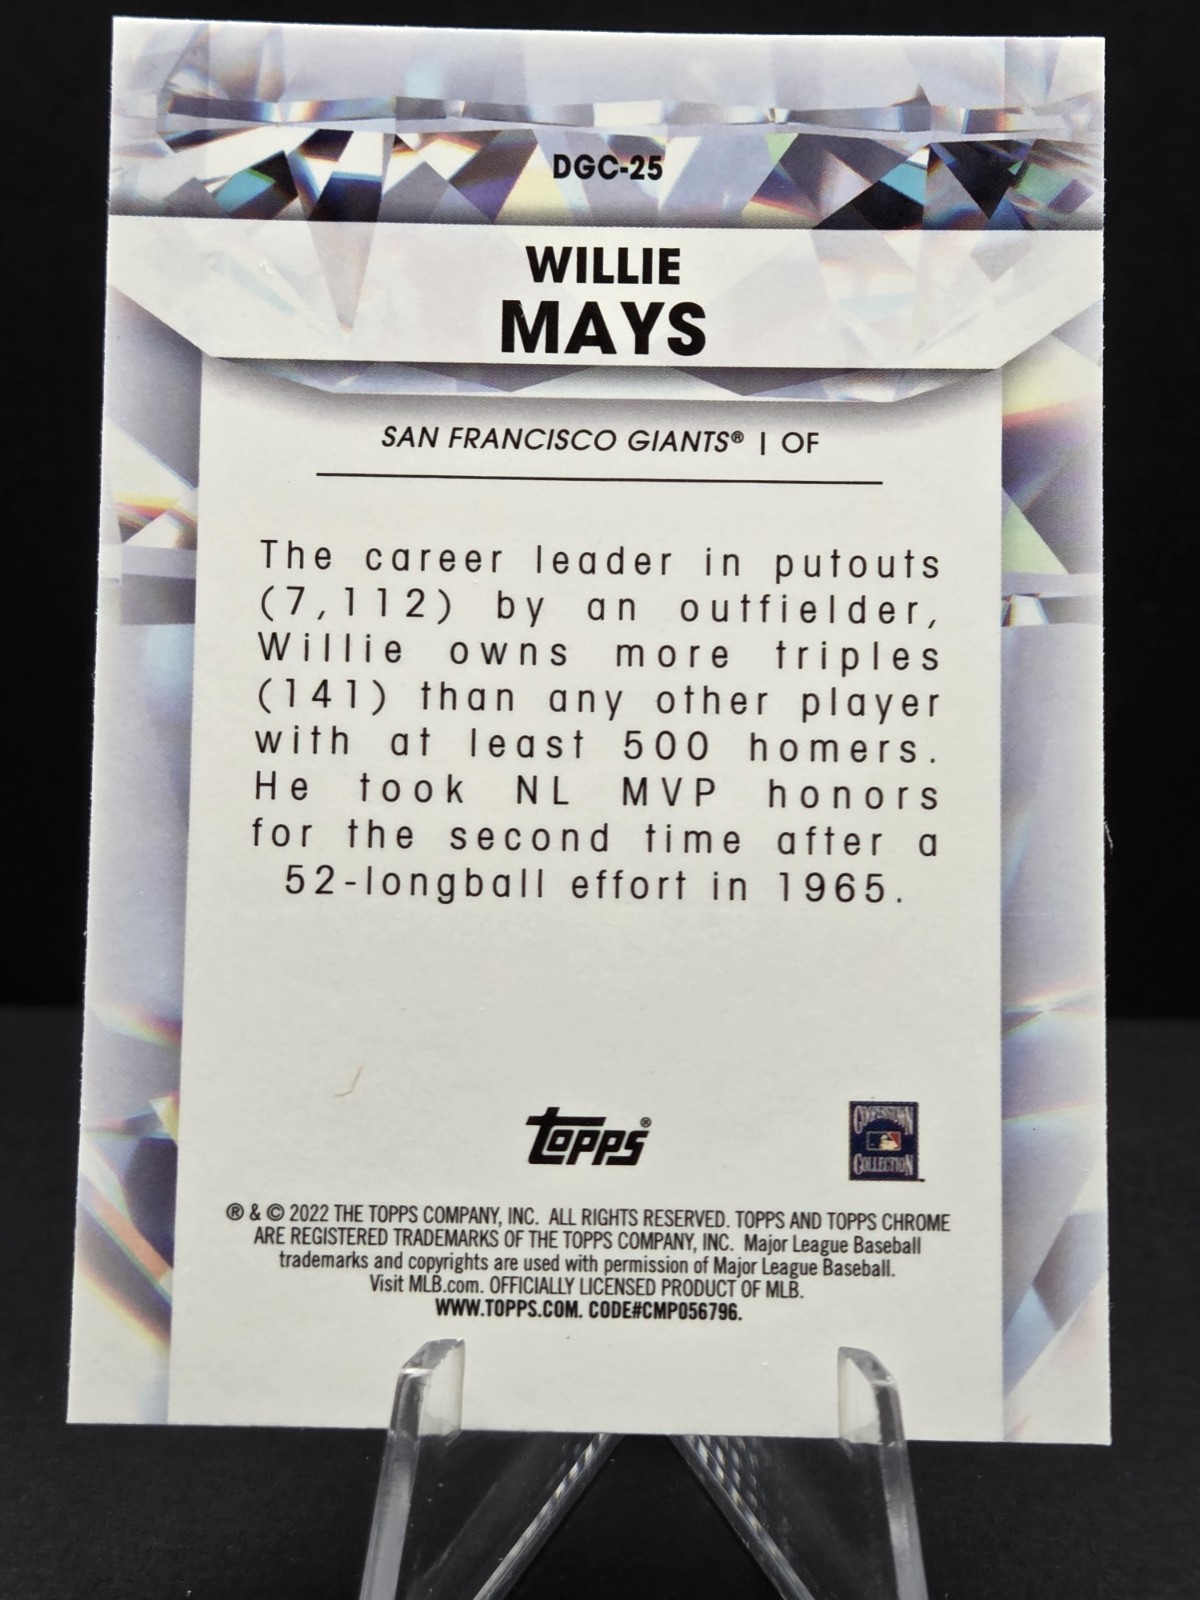 DGC-25
WILLIE
MAYS
SAN FRANCISCO GIANTS® | OF
The career leader in putouts
(7,112) by an outfielder,
Willie owns more triples
(141) than any other player
with at least 500 homers.
He took NL MVP honors
for the second time after a
52-longball effort in 1965.
topps®
COOPERSTOWN
COLLECTION
® & © 2022 THE TOPPS COMPANY, INC. ALL RIGHTS RESERVED. TOPPS AND TOPPS CHROME
ARE REGISTERED TRADEMARKS OF THE TOPPS COMPANY, INC. Major League Baseball
trademarks and copyrights are used with permission of Major League Baseball.
Visit MLB.com. OFFICIALLY LICENSED PRODUCT OF MLB.
WWW.TOPPS.COM. CODE#CMP056796.